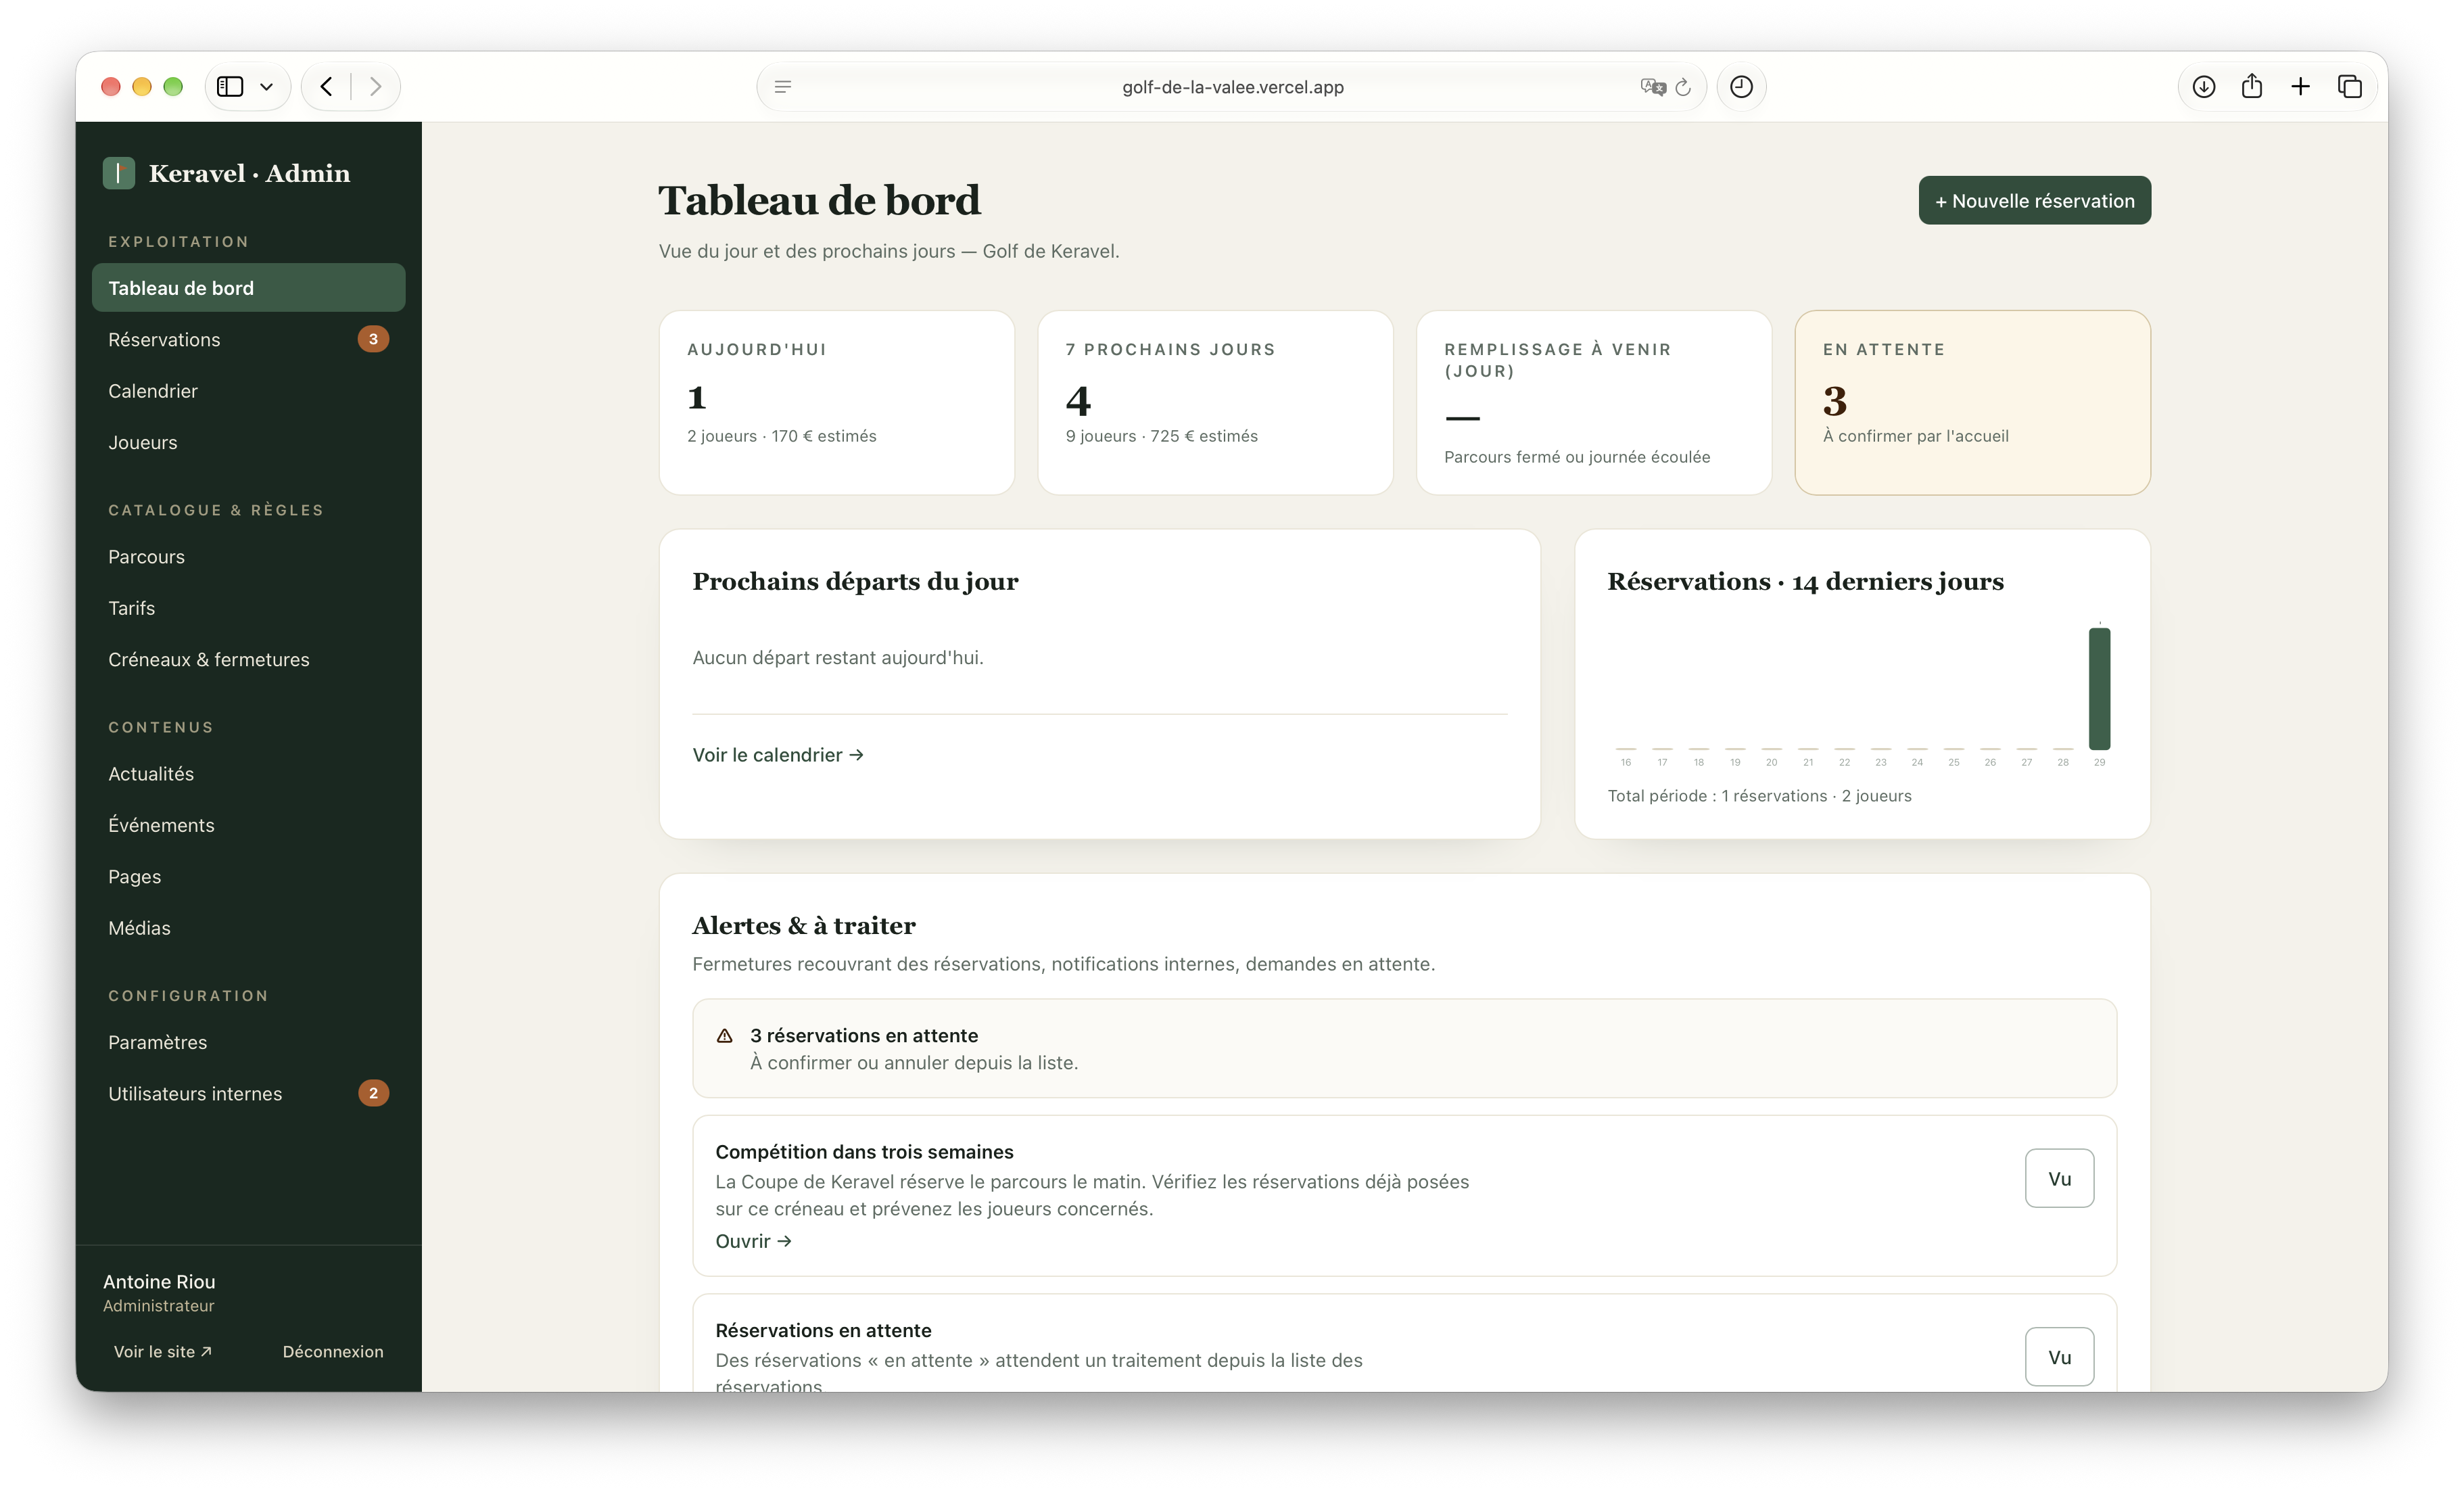 golf-de-la-valee.vercel.app
Keravel · Admin
EXPLOITATION
Tableau de bord
Réservations 3
Calendrier
Joueurs
CATALOGUE & RÈGLES
Parcours
Tarifs
Créneaux & fermetures
CONTENUS
Actualités
Événements
Pages
Médias
CONFIGURATION
Paramètres
Utilisateurs internes 2
Antoine Riou
Administrateur
Voir le site ↗ Déconnexion
Tableau de bord
+ Nouvelle réservation
Vue du jour et des prochains jours — Golf de Keravel.
AUJOURD'HUI
1
2 joueurs · 170 € estimés
7 PROCHAINS JOURS
4
9 joueurs · 725 € estimés
REMPLISSAGE À VENIR
(JOUR)
—
Parcours fermé ou journée écoulée
EN ATTENTE
3
À confirmer par l'accueil
Prochains départs du jour
Aucun départ restant aujourd'hui.
Voir le calendrier →
Réservations · 14 derniers jours
16 17 18 19 20 21 22 23 24 25 26 27 28 29
Total période : 1 réservations · 2 joueurs
Alertes & à traiter
Fermetures recouvrant des réservations, notifications internes, demandes en attente.
3 réservations en attente
À confirmer ou annuler depuis la liste.
Compétition dans trois semaines
La Coupe de Keravel réserve le parcours le matin. Vérifiez les réservations déjà posées
sur ce créneau et prévenez les joueurs concernés.
Ouvrir →
Vu
Réservations en attente
Des réservations « en attente » attendent un traitement depuis la liste des
réservations.
Vu